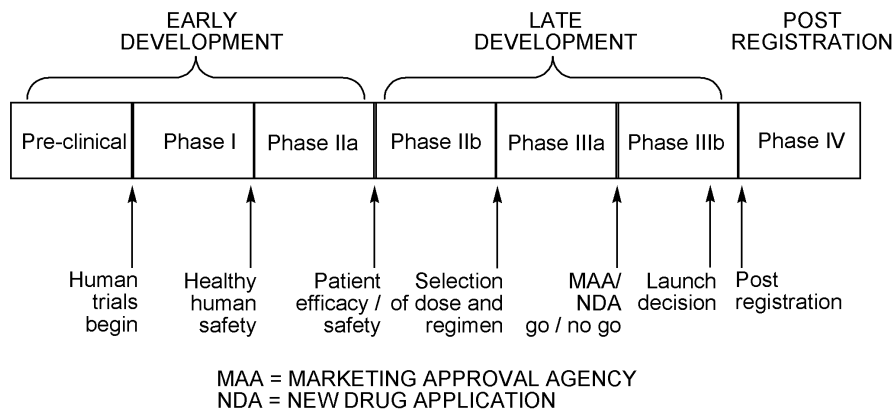 EARLY
DEVELOPMENT
LATE
DEVELOPMENT
POST
REGISTRATION
Pre-clinical
Phase I
Phase IIa
Phase IIb
Phase IIIa
Phase IIIb
Phase IV
Human
trials
begin
Healthy
human
safety
Patient
efficacy /
safety
Selection
of dose and
regimen
MAA/
NDA
go / no go
Launch
decision
Post
registration
MAA = MARKETING APPROVAL AGENCY
NDA = NEW DRUG APPLICATION